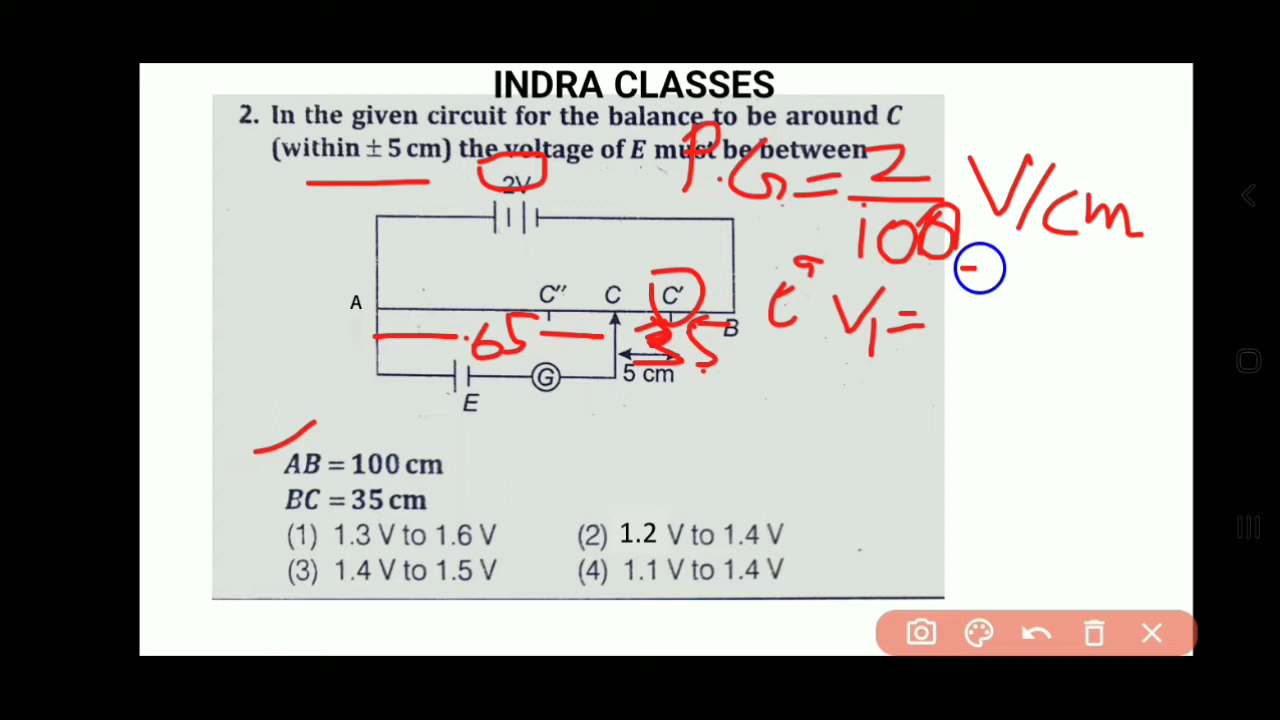 INDRA CLASSES
2. In the given circuit for the balance to be around C
(within ± 5 cm) the voltage of E must be between
2V
P.G = 2/100 V/cm
A
C″ C C′
B
V₁ =
.65
35
5 cm
G
E
AB = 100 cm
BC = 35 cm
(1) 1.3 V to 1.6 V (2) 1.2 V to 1.4 V
(3) 1.4 V to 1.5 V (4) 1.1 V to 1.4 V